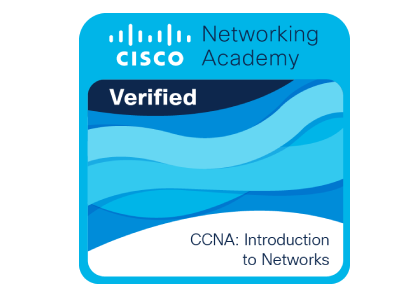 CISCO
Networking
Academy
Verified
CCNA: Introduction
to Networks